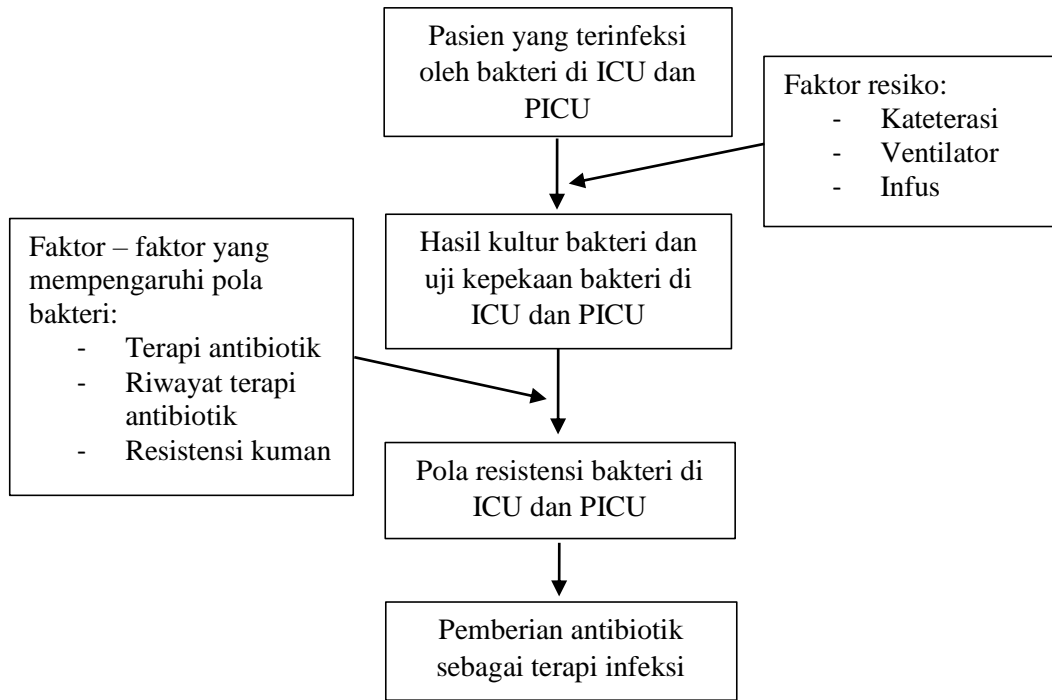 Pasien yang terinfeksi
oleh bakteri di ICU dan
PICU
Faktor resiko:
- Kateterasi
- Ventilator
- Infus
Hasil kultur bakteri dan
uji kepekaan bakteri di
ICU dan PICU
Faktor – faktor yang
mempengaruhi pola
bakteri:
- Terapi antibiotik
- Riwayat terapi
antibiotik
- Resistensi kuman
Pola resistensi bakteri di
ICU dan PICU
Pemberian antibiotik
sebagai terapi infeksi